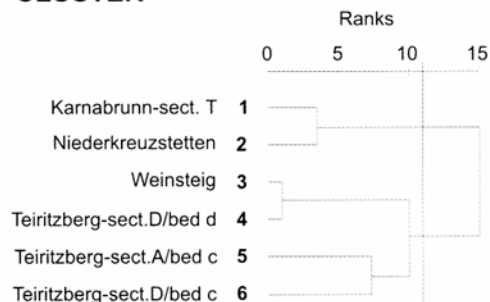 Ranks
0 5 10 15
Karnabrunn-sect. T 1
Niederkreuzstetten 2
Weinsteig 3
Teiritzberg-sect.D/bed d 4
Teiritzberg-sect.A/bed c 5
Teiritzberg-sect.D/bed c 6